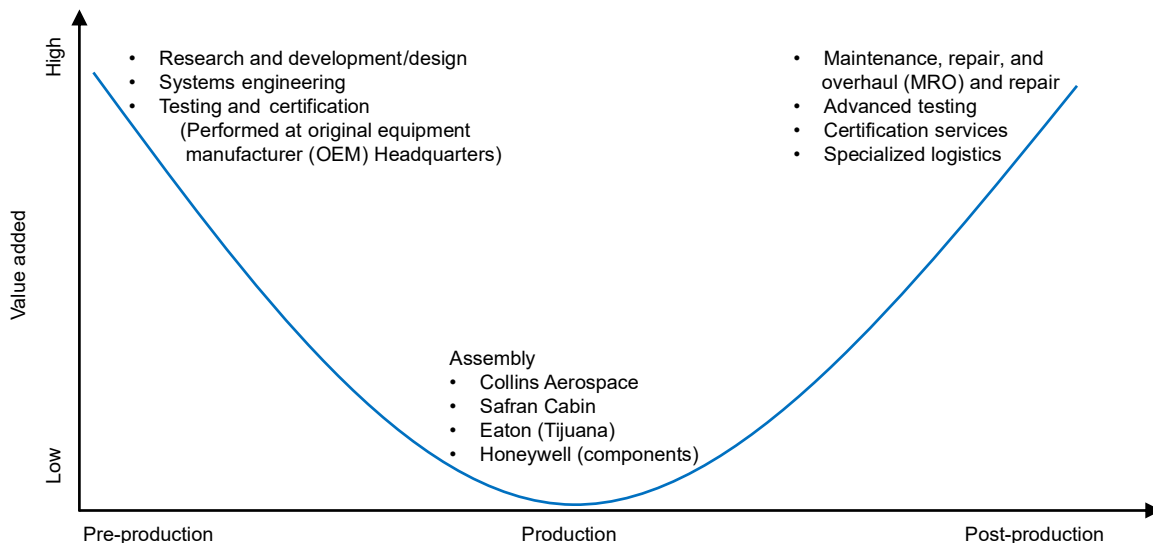 High
• Research and development/design
• Systems engineering
• Testing and certification
(Performed at original equipment
manufacturer (OEM) Headquarters)
• Maintenance, repair, and
overhaul (MRO) and repair
• Advanced testing
• Certification services
• Specialized logistics
Value added
Assembly
• Collins Aerospace
• Safran Cabin
• Eaton (Tijuana)
• Honeywell (components)
Low
Pre-production
Production
Post-production